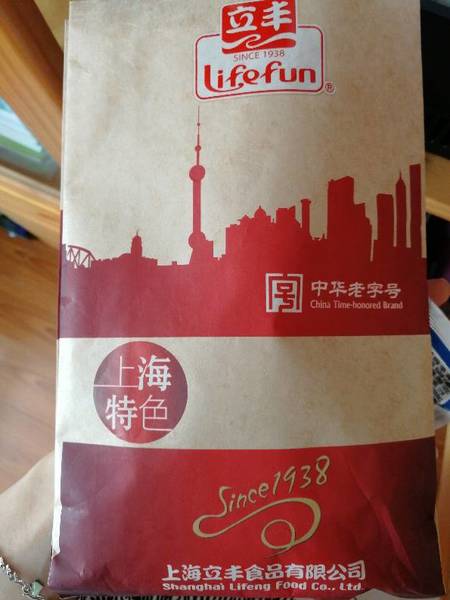 立丰
SINCE 1938
Lifefun®
中华老字号
China Time-honored Brand
上海
特色
Since1938
上海立丰食品有限公司
Shanghai Lifeng Food Co., Ltd.